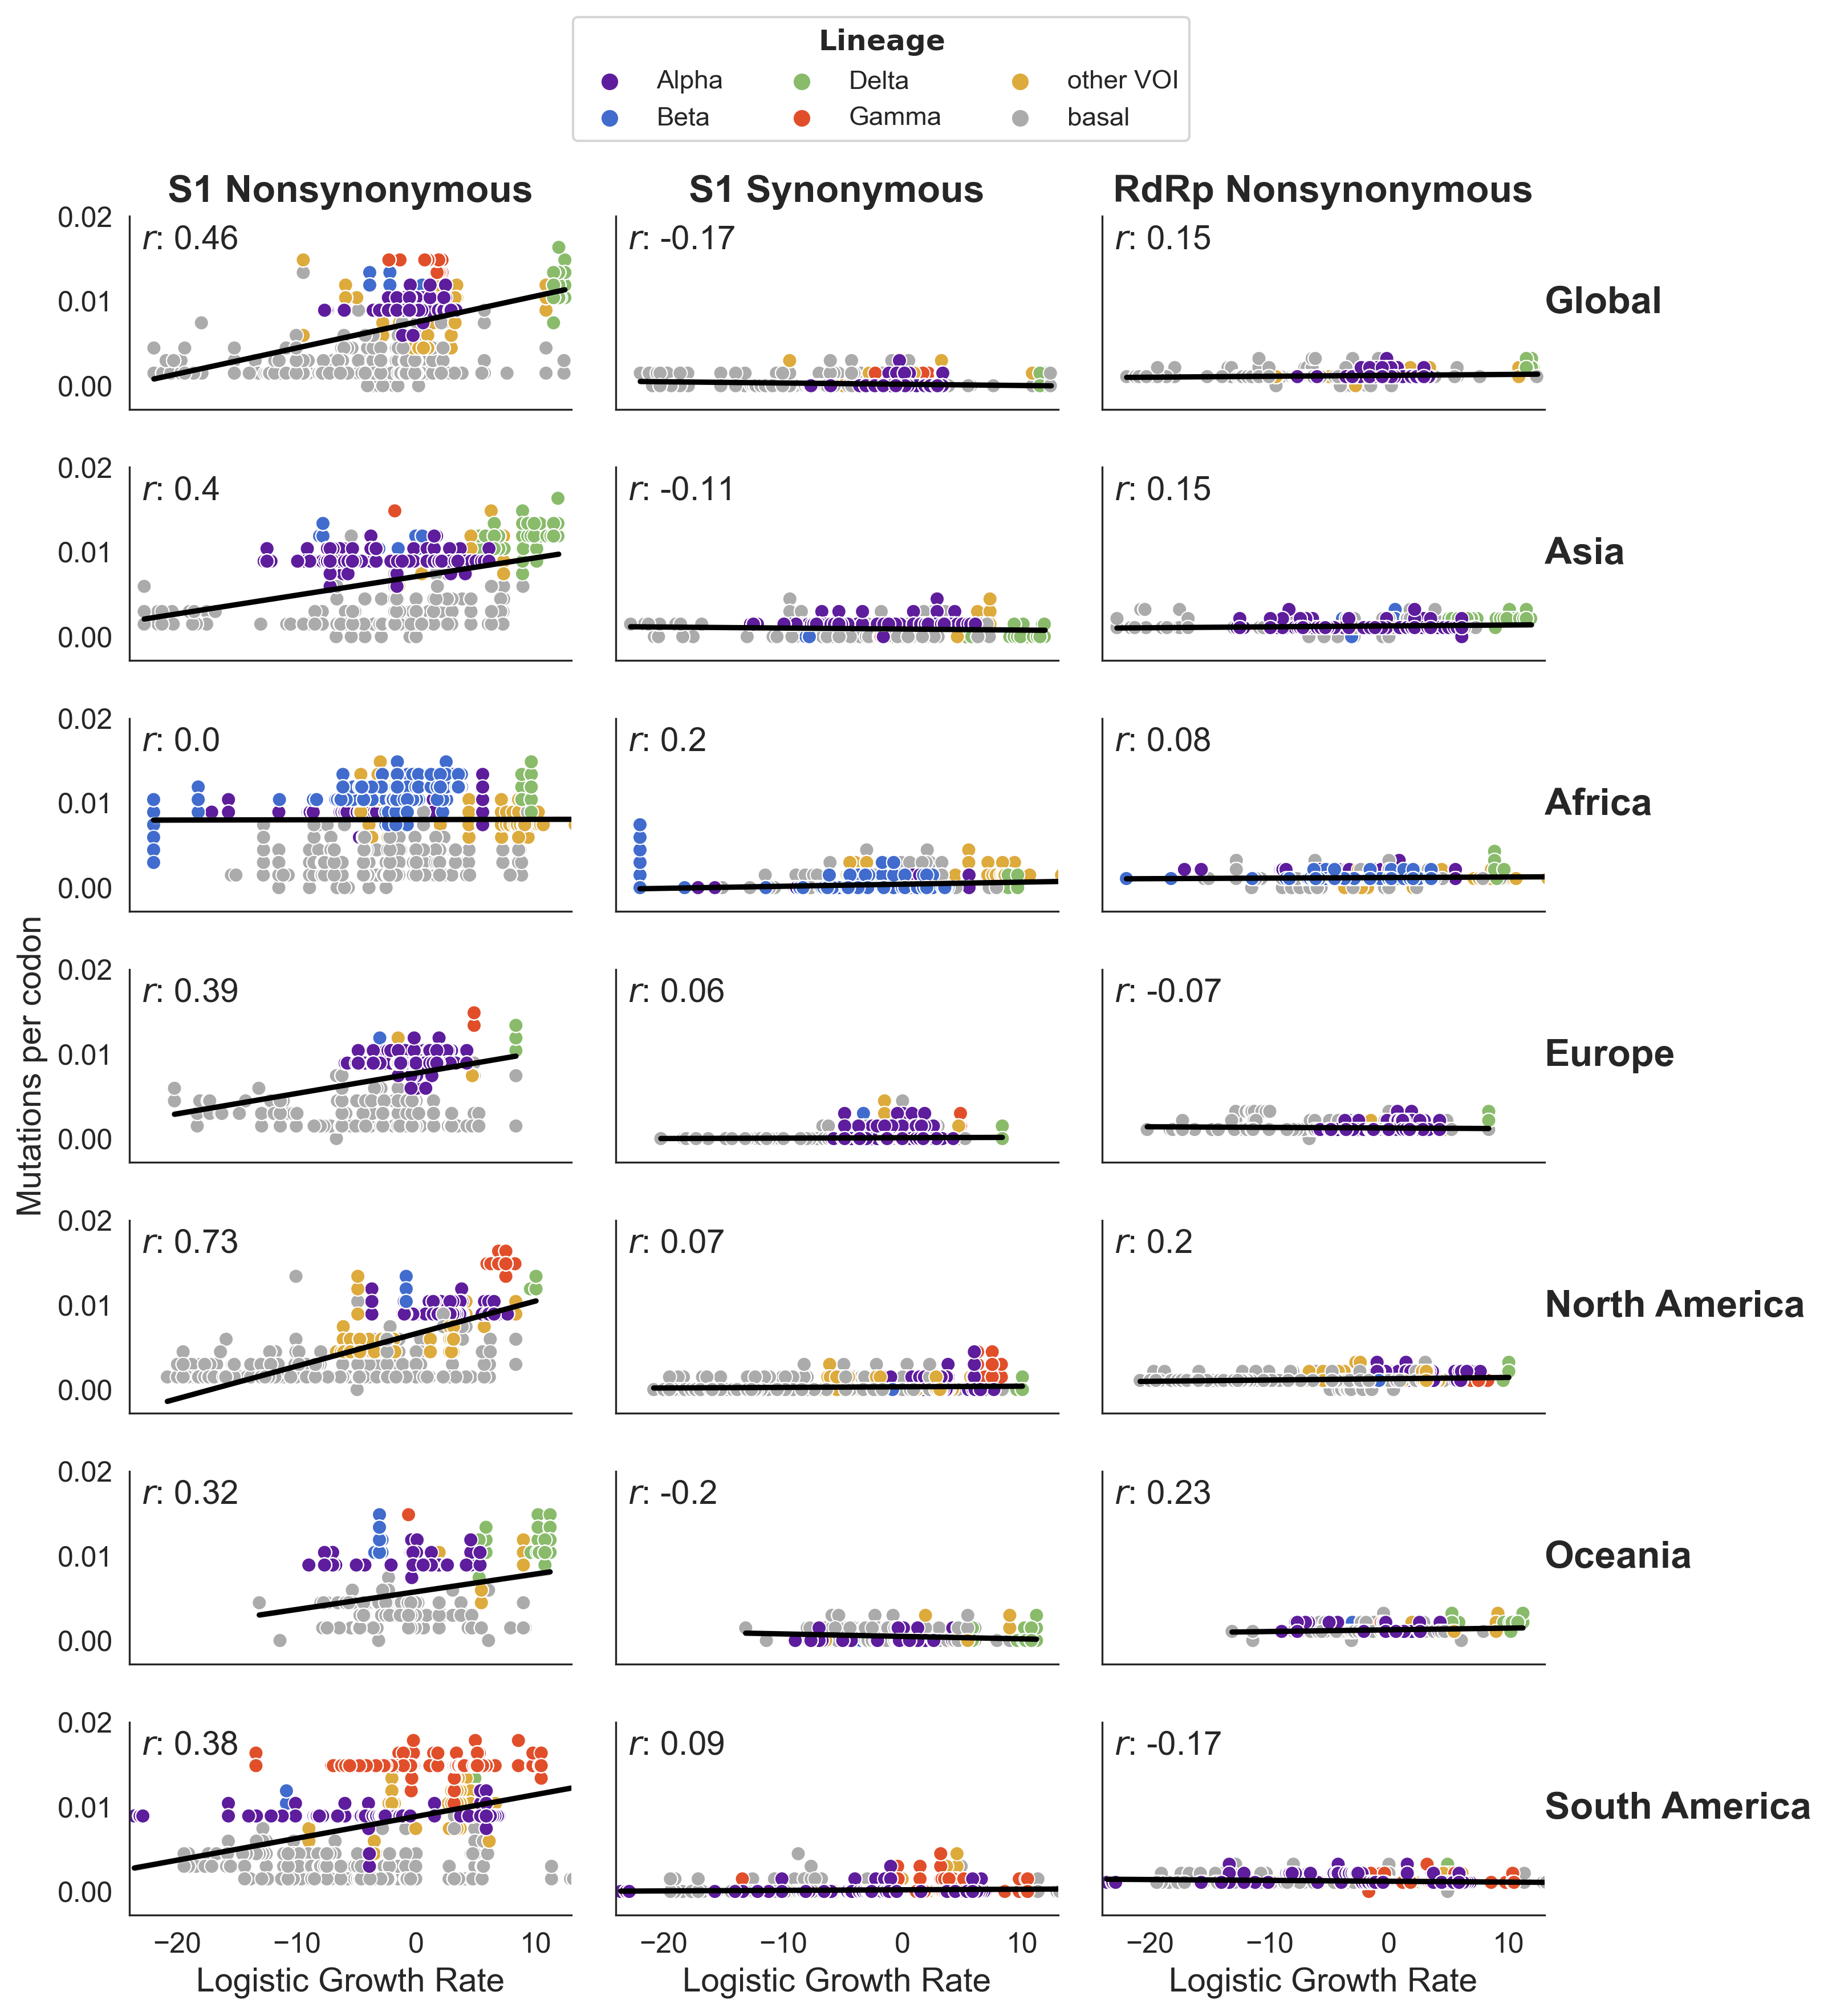 Lineage
Alpha Delta other VOI
Beta Gamma basal
S1 Nonsynonymous S1 Synonymous RdRp Nonsynonymous
0.02
r: 0.46 r: -0.17 r: 0.15
0.01 Global
0.00
0.02
r: 0.4 r: -0.11 r: 0.15
0.01 Asia
0.00
0.02
r: 0.0 r: 0.2 r: 0.08
0.01 Africa
0.00
Mutations per codon
0.02
r: 0.39 r: 0.06 r: -0.07
0.01 Europe
0.00
0.02
r: 0.73 r: 0.07 r: 0.2
0.01 North America
0.00
0.02
r: 0.32 r: -0.2 r: 0.23
0.01 Oceania
0.00
0.02
r: 0.38 r: 0.09 r: -0.17
0.01 South America
0.00
−20 −10 0 10 −20 −10 0 10 −20 −10 0 10
Logistic Growth Rate Logistic Growth Rate Logistic Growth Rate